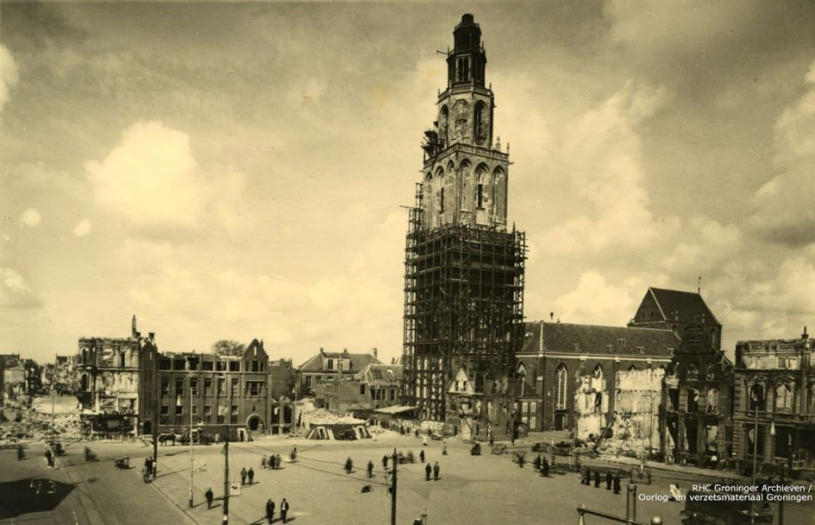 RHC Groninger Archieven /
Oorlog- en verzetsmateriaal Groningen